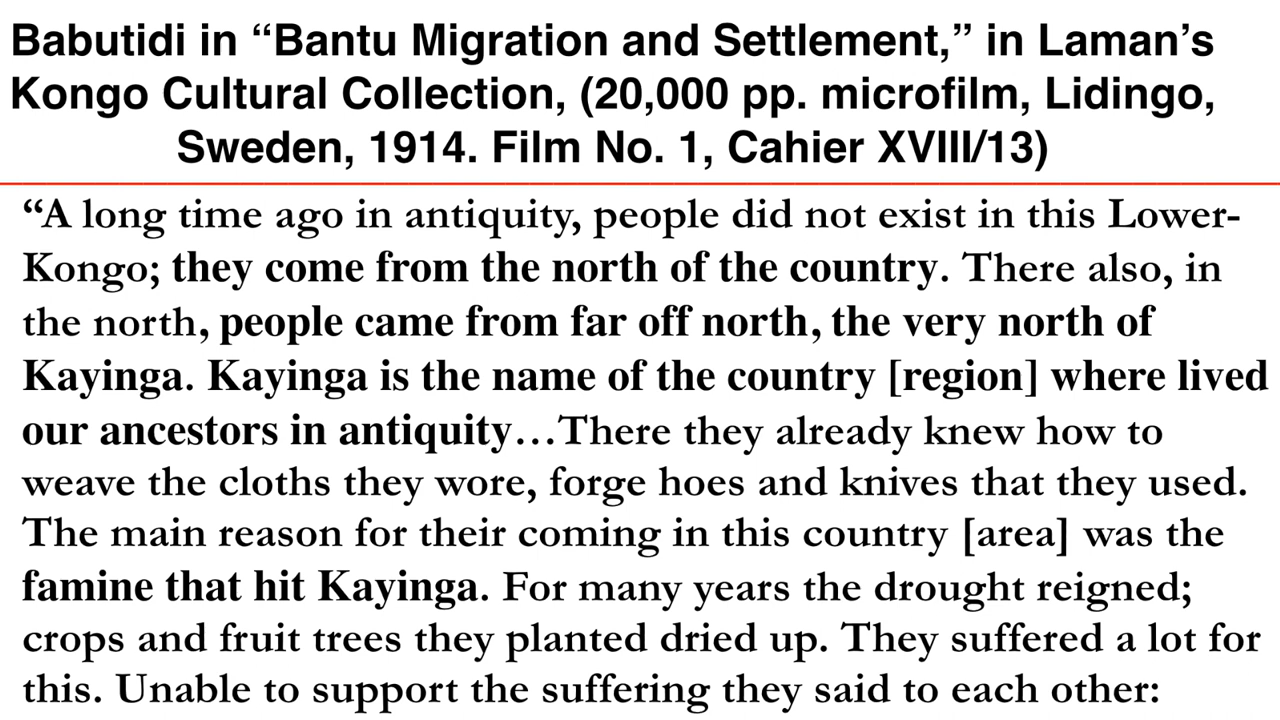 Babutidi in “Bantu Migration and Settlement,” in Laman’s
Kongo Cultural Collection, (20,000 pp. microfilm, Lidingo,
Sweden, 1914. Film No. 1, Cahier XVIII/13)
“A long time ago in antiquity, people did not exist in this Lower-
Kongo; they come from the north of the country. There also, in
the north, people came from far off north, the very north of
Kayinga. Kayinga is the name of the country [region] where lived
our ancestors in antiquity…There they already knew how to
weave the cloths they wore, forge hoes and knives that they used.
The main reason for their coming in this country [area] was the
famine that hit Kayinga. For many years the drought reigned;
crops and fruit trees they planted dried up. They suffered a lot for
this. Unable to support the suffering they said to each other: